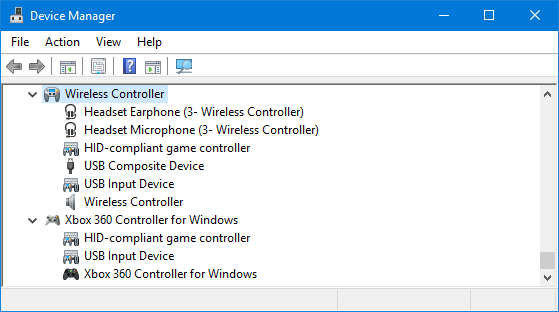 Device Manager
File Action View Help
Wireless Controller
Headset Earphone (3- Wireless Controller)
Headset Microphone (3- Wireless Controller)
HID-compliant game controller
USB Composite Device
USB Input Device
Wireless Controller
Xbox 360 Controller for Windows
HID-compliant game controller
USB Input Device
Xbox 360 Controller for Windows